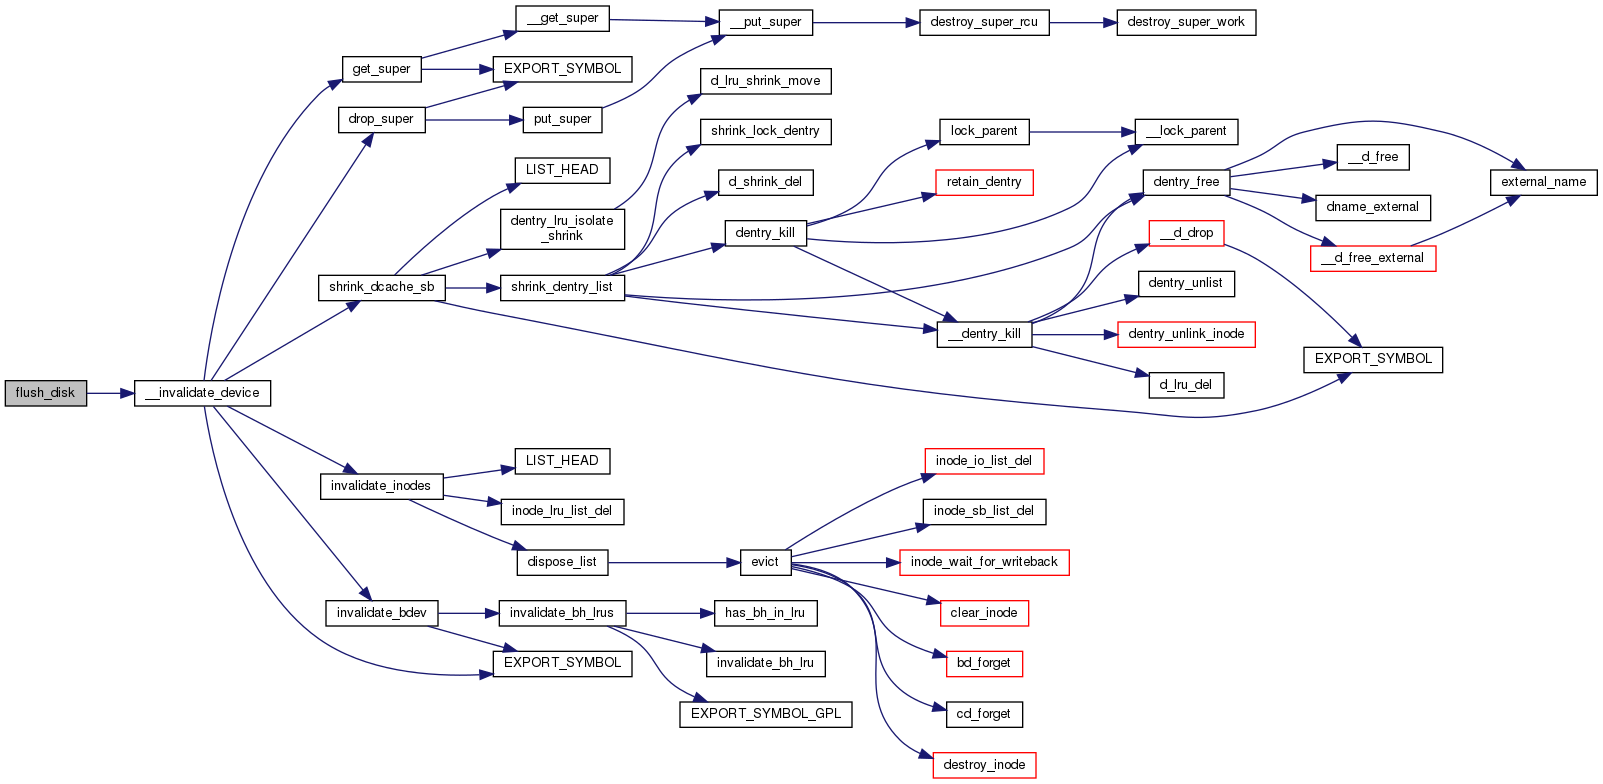 __get_super
__put_super
destroy_super_rcu
destroy_super_work
get_super
EXPORT_SYMBOL
d_lru_shrink_move
drop_super
put_super
shrink_lock_dentry
lock_parent
__lock_parent
__d_free
LIST_HEAD
d_shrink_del
retain_dentry
dentry_free
external_name
dname_external
dentry_lru_isolate
_shrink
dentry_kill
__d_drop
__d_free_external
shrink_dcache_sb
shrink_dentry_list
dentry_unlist
__dentry_kill
dentry_unlink_inode
EXPORT_SYMBOL
d_lru_del
flush_disk
__invalidate_device
LIST_HEAD
inode_io_list_del
invalidate_inodes
inode_lru_list_del
inode_sb_list_del
dispose_list
evict
inode_wait_for_writeback
invalidate_bdev
invalidate_bh_lrus
has_bh_in_lru
clear_inode
EXPORT_SYMBOL
invalidate_bh_lru
bd_forget
EXPORT_SYMBOL_GPL
cd_forget
destroy_inode